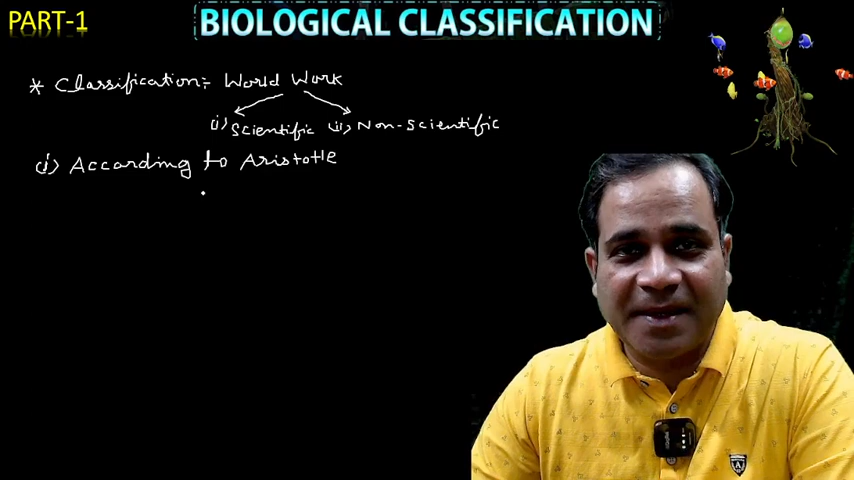 PART-1
BIOLOGICAL CLASSIFICATION
* Classification:- World Work
(i) Scientific (ii) Non-scientific
(i) According to Aristotle